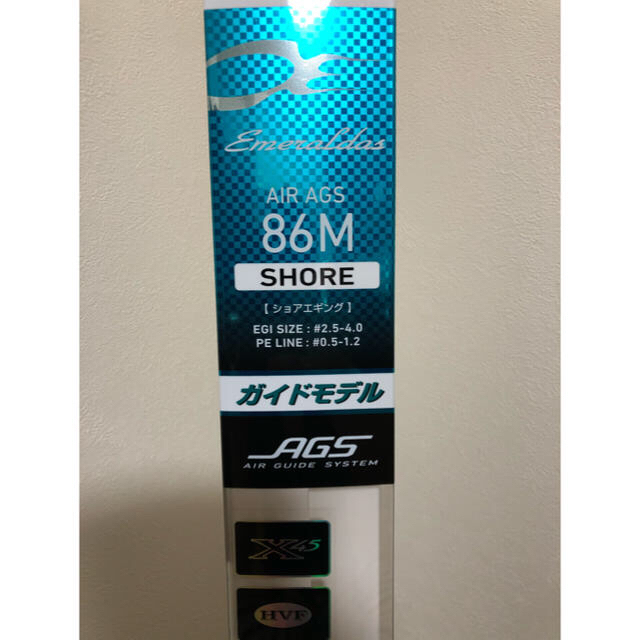 Emeraldas
AIR AGS
86M
SHORE
【 ショアエギング 】
EGI SIZE : #2.5-4.0
PE LINE : #0.5-1.2
ガイドモデル
AGS
AIR GUIDE SYSTEM
X45
HVF